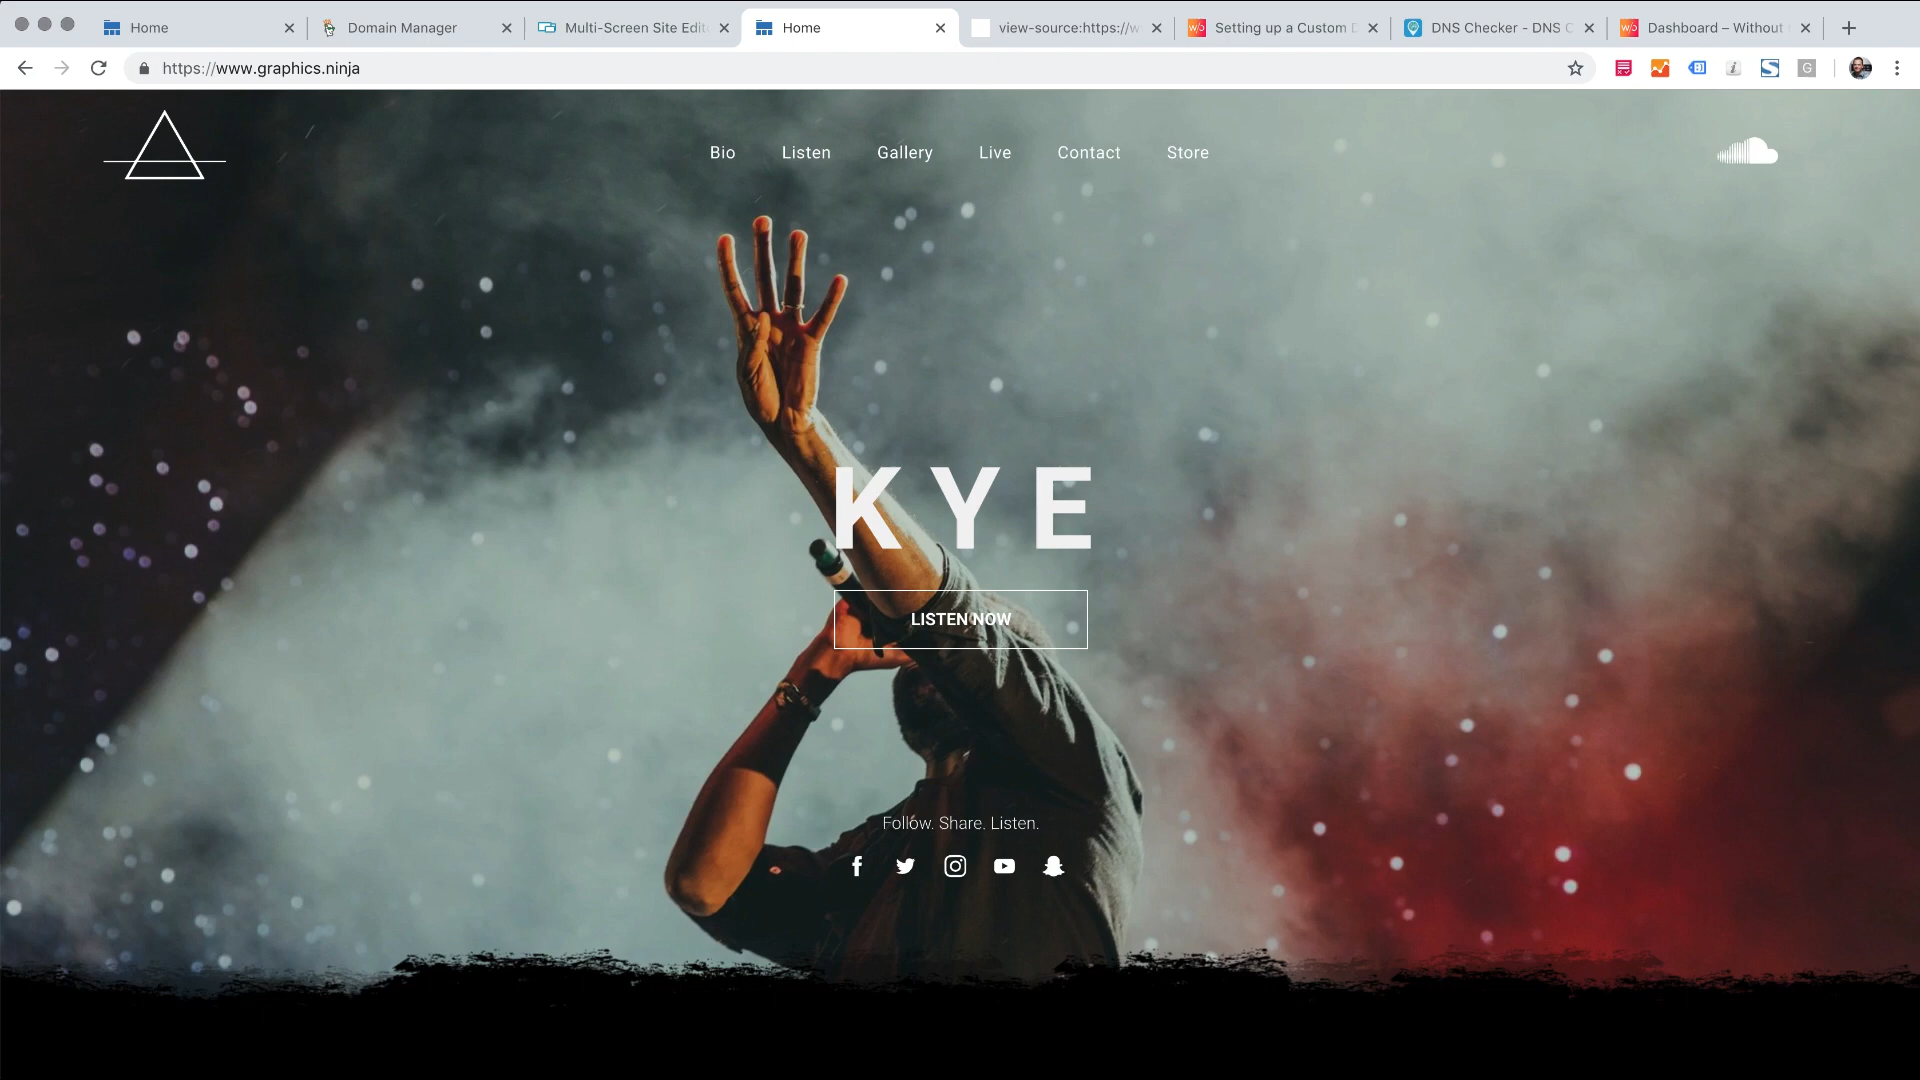 Home
Domain Manager
Multi-Screen Site Edit
Home
view-source:https://w
Setting up a Custom D
DNS Checker - DNS C
Dashboard – Without
https://www.graphics.ninja
Bio Listen Gallery Live Contact Store
KYE
LISTEN NOW
Follow. Share. Listen.